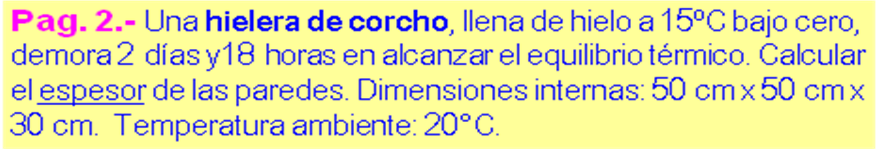 Pag. 2.- Una hielera de corcho, llena de hielo a 15ºC bajo cero,
demora 2 días y18 horas en alcanzar el equilibrio térmico. Calcular
el espesor de las paredes. Dimensiones internas: 50 cm x 50 cm x
30 cm. Temperatura ambiente: 20°C.